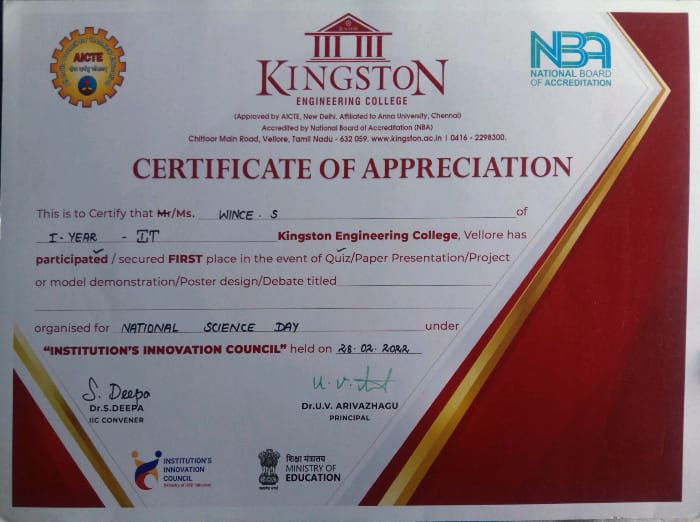 AICTE
KINGSTON
ENGINEERING COLLEGE
(Approved by AICTE, New Delhi. Affiliated to Anna University, Chennai)
Accredited by National Board of Accreditation (NBA)
Chittoor Main Road, Vellore, Tamil Nadu - 632 059. www.kingston.ac.in | 0416 - 2298300.
NBA
NATIONAL BOARD
OF ACCREDITATION
CERTIFICATE OF APPRECIATION
This is to Certify that Mr/Ms. WINCE . S of
I - YEAR - IT Kingston Engineering College, Vellore has
participated / secured FIRST place in the event of Quiz/Paper Presentation/Project
or model demonstration/Poster design/Debate titled
organised for NATIONAL SCIENCE DAY under
“INSTITUTION’S INNOVATION COUNCIL” held on 28.02.2022
S. Deepa
Dr.S.DEEPA
IIC CONVENER
Dr.U.V. ARIVAZHAGU
PRINCIPAL
INSTITUTION'S
INNOVATION
COUNCIL
शिक्षा मंत्रालय
MINISTRY OF
EDUCATION